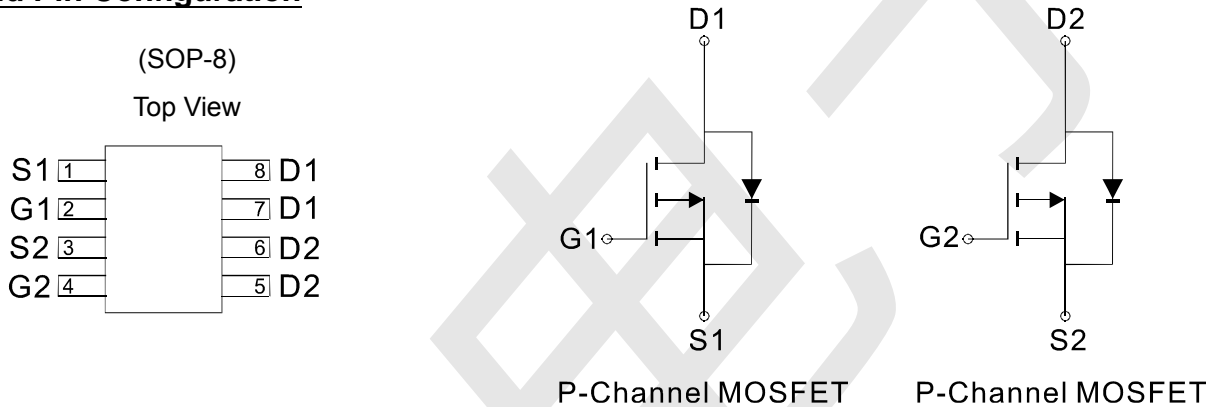 (SOP-8)
Top View
S1 1 8 D1
G1 2 7 D1
S2 3 6 D2
G2 4 5 D2
D1
G1
S1
P-Channel MOSFET
D2
G2
S2
P-Channel MOSFET